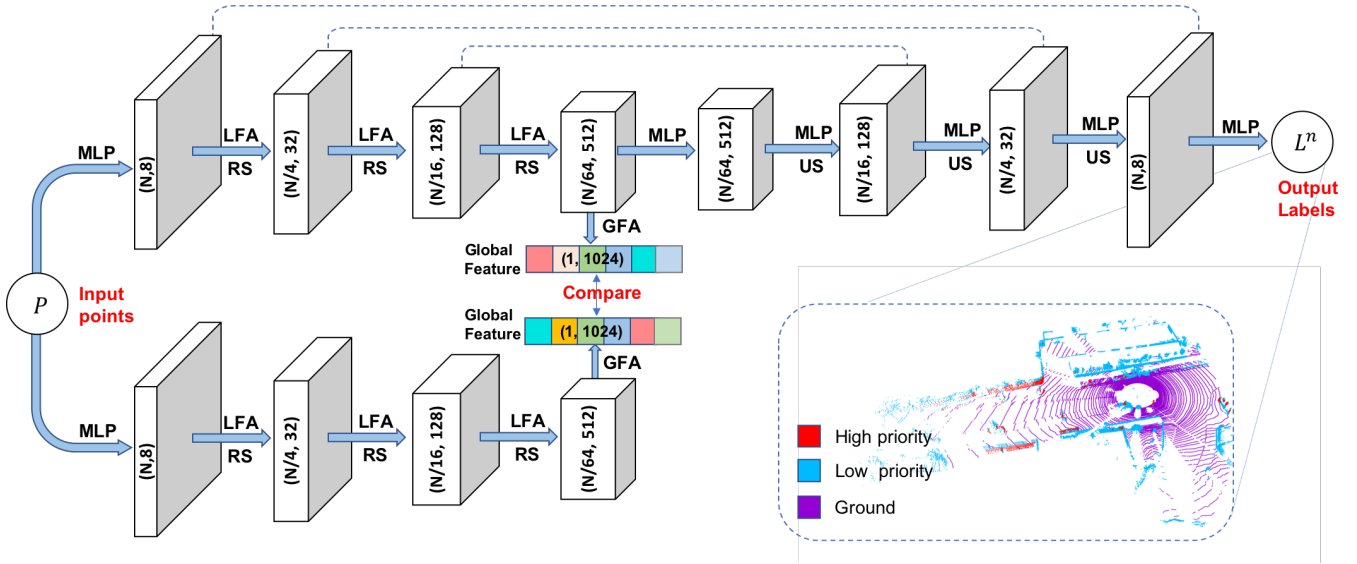 MLP
(N,8)
LFA
RS
(N/4, 32)
LFA
RS
(N/16, 128)
LFA
RS
(N/64, 512)
MLP
(N/64, 512)
MLP
US
(N/16, 128)
MLP
US
(N/4, 32)
MLP
US
(N,8)
MLP
Lⁿ
Output
Labels
GFA
Global
Feature
(1, 1024)
Compare
Global
Feature
(1, 1024)
GFA
P
Input
points
MLP
(N,8)
LFA
RS
(N/4, 32)
LFA
RS
(N/16, 128)
LFA
RS
(N/64, 512)
High priority
Low priority
Ground